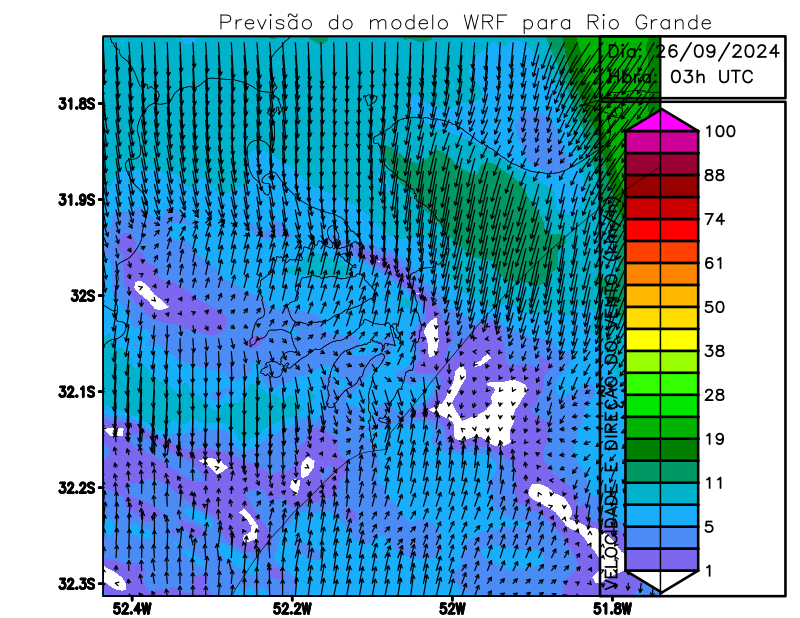 Previsão do modelo WRF para Rio Grande
Dia: 26/09/2024
Hora: 03h UTC
31.8S
31.9S
32S
32.1S
32.2S
32.3S
52.4W
52.2W
52W
51.8W
VELOCIDADE E DIREÇÃO DO VENTO (km/h)
100
88
74
61
50
38
28
19
11
5
1